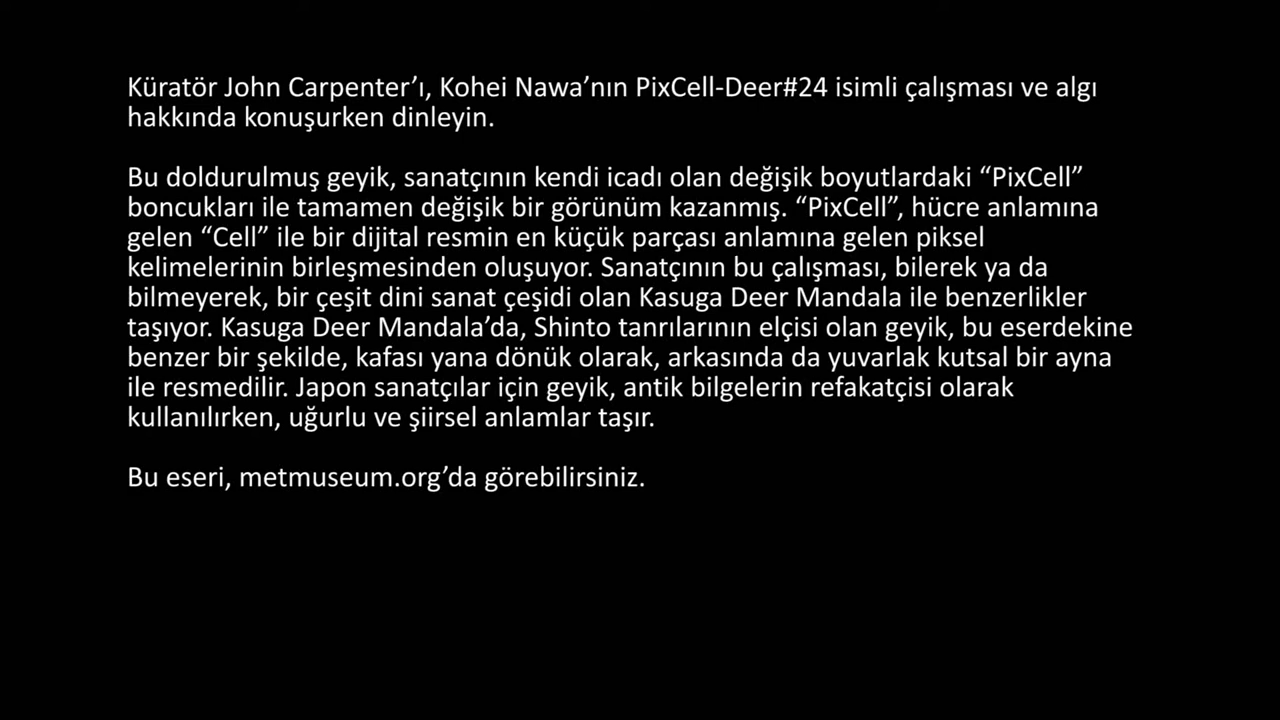 Küratör John Carpenter’ı, Kohei Nawa’nın PixCell-Deer#24 isimli çalışması ve algı
hakkında konuşurken dinleyin.
Bu doldurulmuş geyik, sanatçının kendi icadı olan değişik boyutlardaki “PixCell”
boncukları ile tamamen değişik bir görünüm kazanmış. “PixCell”, hücre anlamına
gelen “Cell” ile bir dijital resmin en küçük parçası anlamına gelen piksel
kelimelerinin birleşmesinden oluşuyor. Sanatçının bu çalışması, bilerek ya da
bilmeyerek, bir çeşit dini sanat çeşidi olan Kasuga Deer Mandala ile benzerlikler
taşıyor. Kasuga Deer Mandala’da, Shinto tanrılarının elçisi olan geyik, bu eserdekine
benzer bir şekilde, kafası yana dönük olarak, arkasında da yuvarlak kutsal bir ayna
ile resmedilir. Japon sanatçılar için geyik, antik bilgelerin refakatçisi olarak
kullanılırken, uğurlu ve şiirsel anlamlar taşır.
Bu eseri, metmuseum.org’da görebilirsiniz.